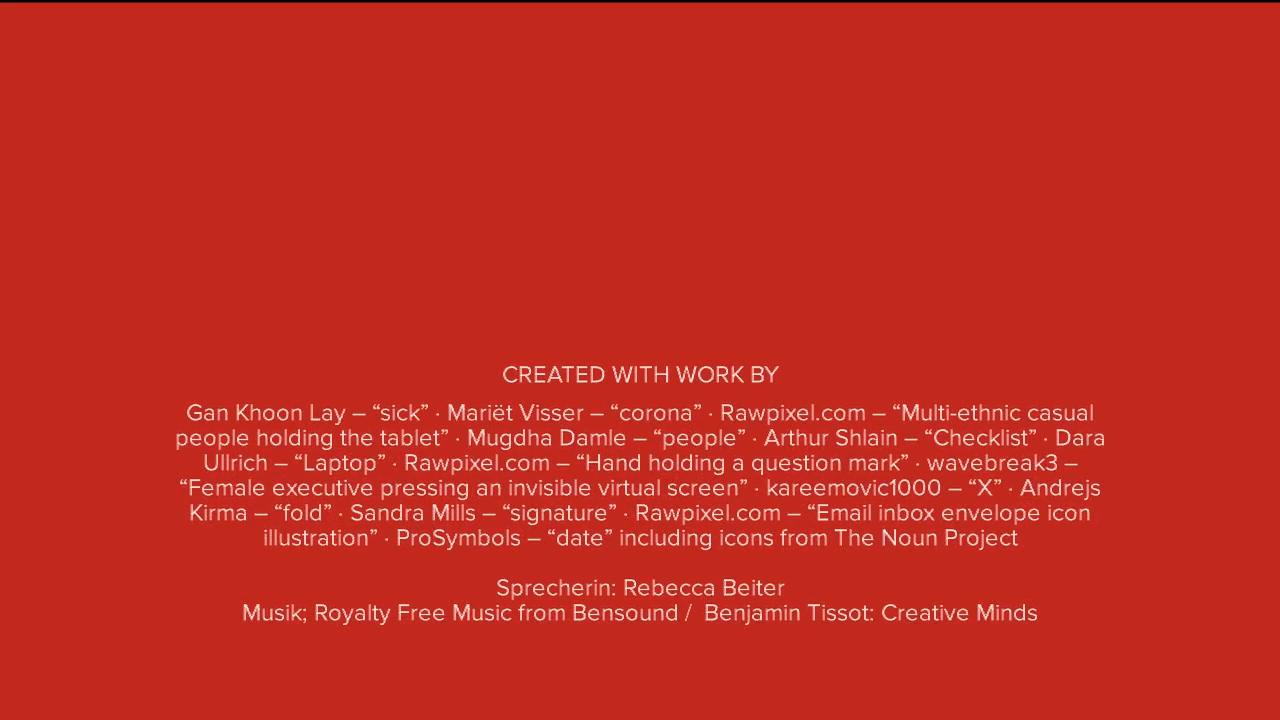 CREATED WITH WORK BY
Gan Khoon Lay – “sick” · Mariët Visser – “corona” · Rawpixel.com – “Multi-ethnic casual
people holding the tablet” · Mugdha Damle – “people” · Arthur Shlain – “Checklist” · Dara
Ullrich – “Laptop” · Rawpixel.com – “Hand holding a question mark” · wavebreak3 –
“Female executive pressing an invisible virtual screen” · kareemovic1000 – “X” · Andrejs
Kirma – “fold” · Sandra Mills – “signature” · Rawpixel.com – “Email inbox envelope icon
illustration” · ProSymbols – “date” including icons from The Noun Project
Sprecherin: Rebecca Beiter
Musik; Royalty Free Music from Bensound / Benjamin Tissot: Creative Minds